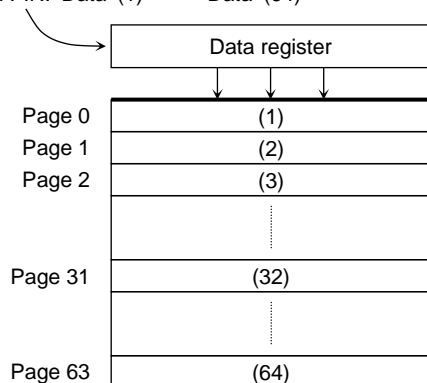 Data (1)
Data (64)
Data register
Page 0 (1)
Page 1 (2)
Page 2 (3)
Page 31 (32)
Page 63 (64)